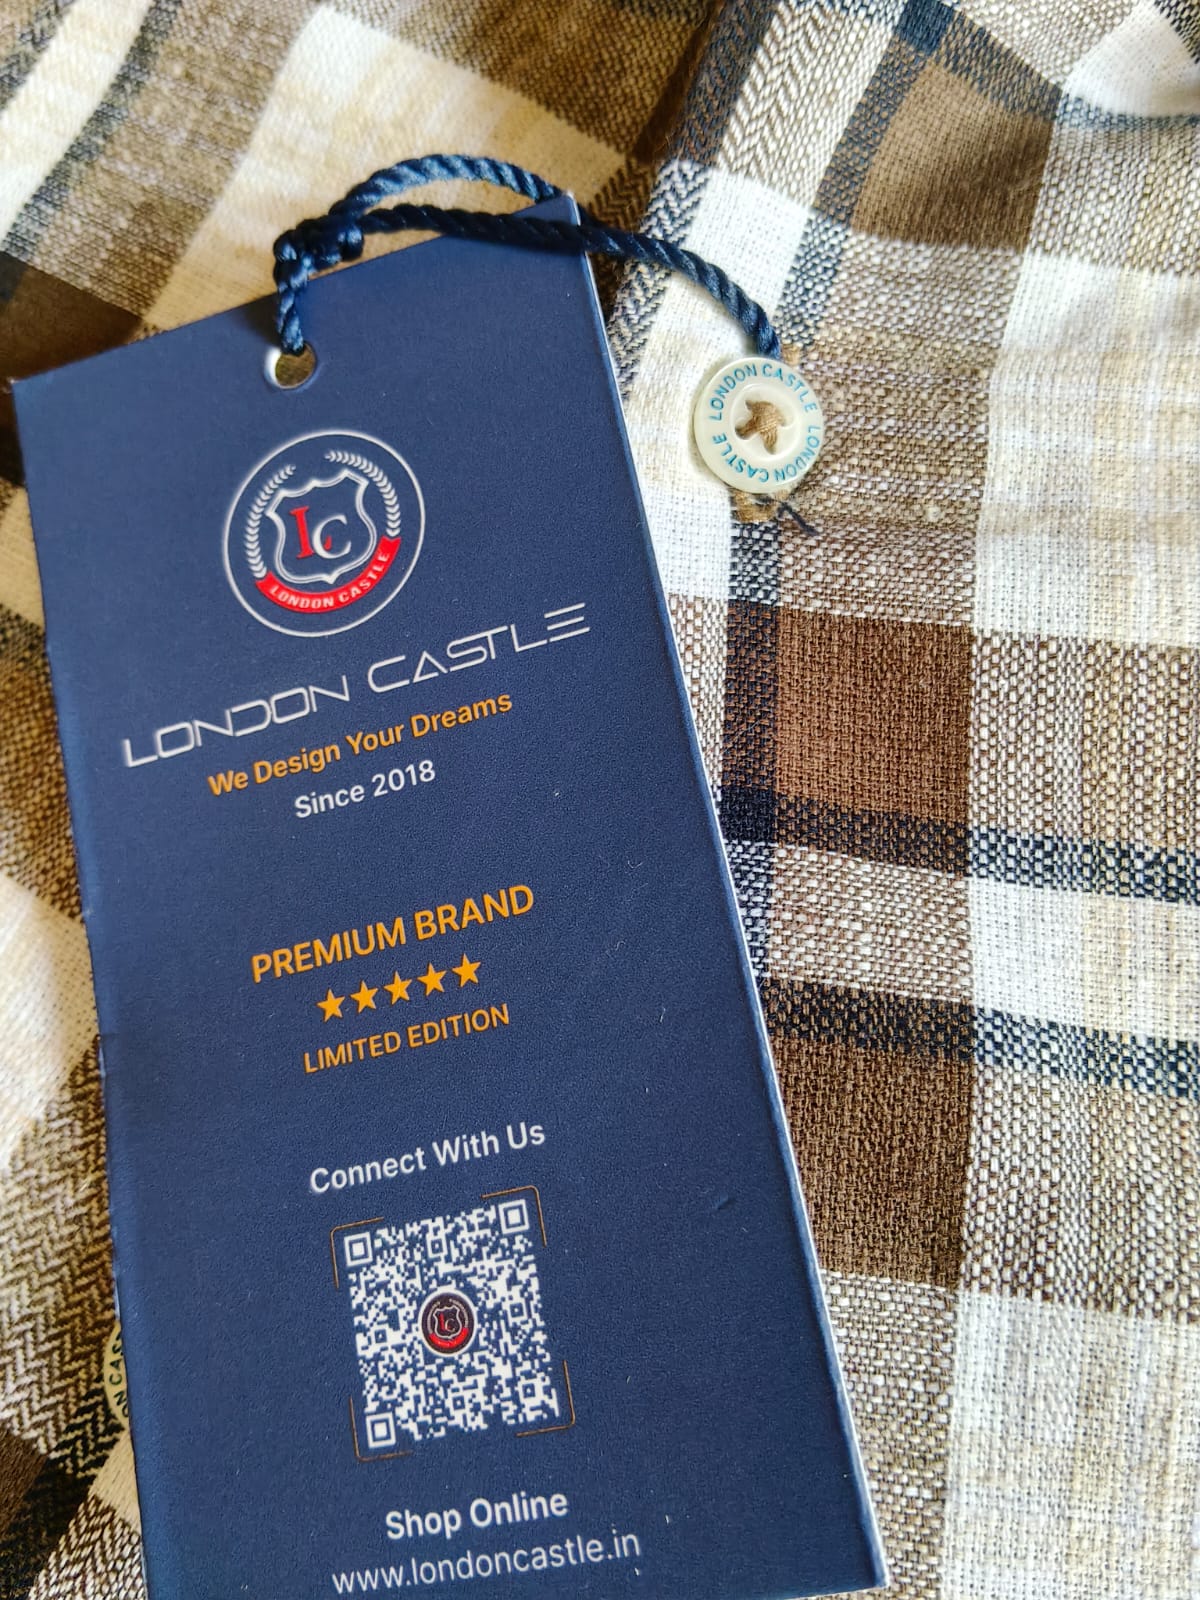 LC
LONDON CASTLE
LONDON CASTLE
We Design Your Dreams
Since 2018
PREMIUM BRAND
LIMITED EDITION
Connect With Us
LC
Shop Online
www.londoncastle.in
LONDON CASTLE LONDON CASTLE